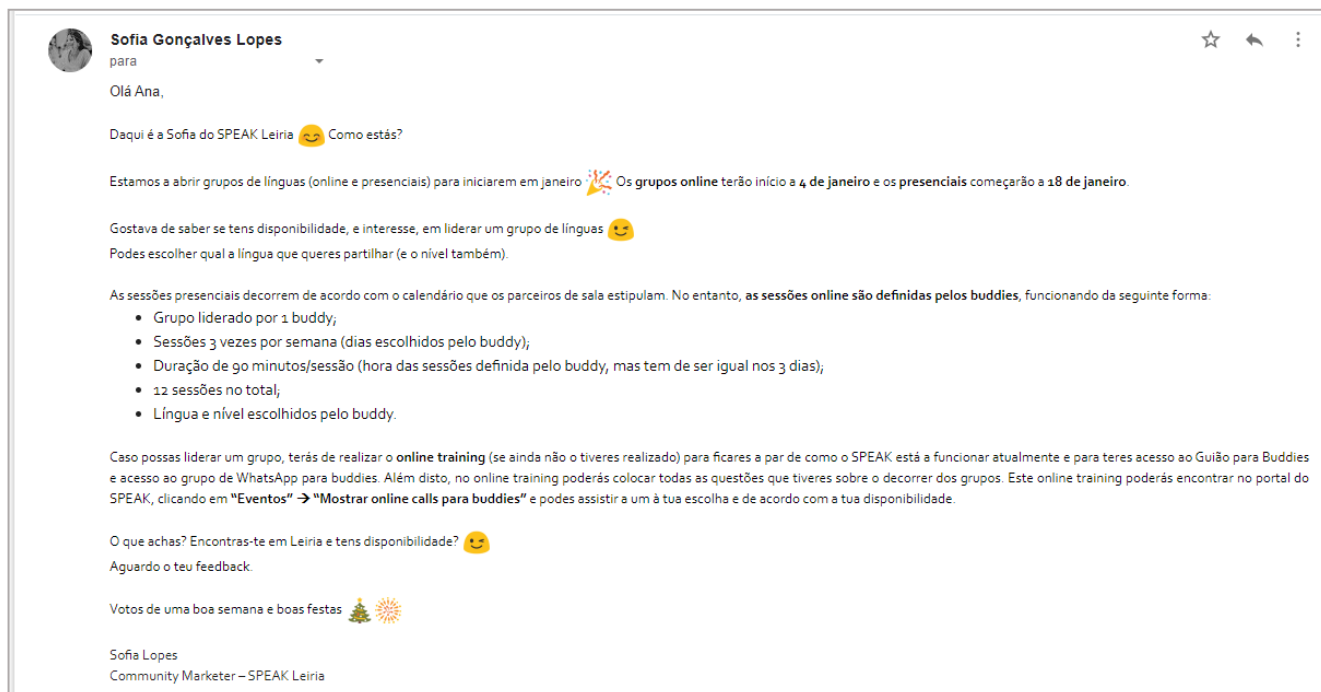 Sofia Gonçalves Lopes
para
Olá Ana,
Daqui é a Sofia do SPEAK Leiria 😊 Como estás?
Estamos a abrir grupos de línguas (online e presenciais) para iniciarem em janeiro 🎉 Os grupos online terão início a 4 de janeiro e os presenciais começarão a 18 de janeiro.
Gostava de saber se tens disponibilidade, e interesse, em liderar um grupo de línguas 😉
Podes escolher qual a língua que queres partilhar (e o nível também).
As sessões presenciais decorrem de acordo com o calendário que os parceiros de sala estipulam. No entanto, as sessões online são definidas pelos buddies, funcionando da seguinte forma:
• Grupo liderado por 1 buddy;
• Sessões 3 vezes por semana (dias escolhidos pelo buddy);
• Duração de 90 minutos/sessão (hora das sessões definida pelo buddy, mas tem de ser igual nos 3 dias);
• 12 sessões no total;
• Língua e nível escolhidos pelo buddy.
Caso possas liderar um grupo, terás de realizar o online training (se ainda não o tiveres realizado) para ficares a par de como o SPEAK está a funcionar atualmente e para teres acesso ao Guião para Buddies
e acesso ao grupo de WhatsApp para buddies. Além disto, no online training poderás colocar todas as questões que tiveres sobre o decorrer dos grupos. Este online training poderás encontrar no portal do
SPEAK, clicando em “Eventos” → “Mostrar online calls para buddies” e podes assistir a um à tua escolha e de acordo com a tua disponibilidade.
O que achas? Encontras-te em Leiria e tens disponibilidade? 😉
Aguardo o teu feedback.
Votos de uma boa semana e boas festas 🎄🎆
Sofia Lopes
Community Marketer – SPEAK Leiria